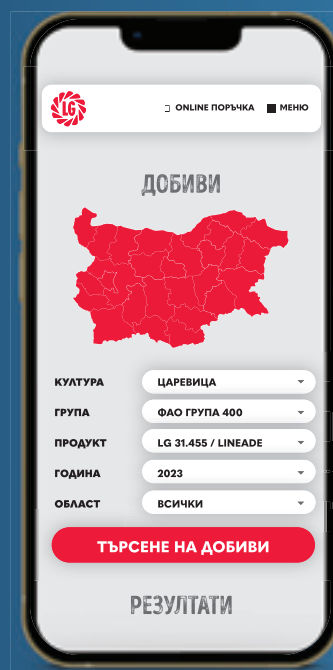 LG
ONLINE ПОРЪЧКА МЕНЮ
ДОБИВИ
КУЛТУРА ЦАРЕВИЦА
ГРУПА ФАО ГРУПА 400
ПРОДУКТ LG 31.455 / LINEADE
ГОДИНА 2023
ОБЛАСТ ВСИЧКИ
ТЪРСЕНЕ НА ДОБИВИ
РЕЗУЛТАТИ